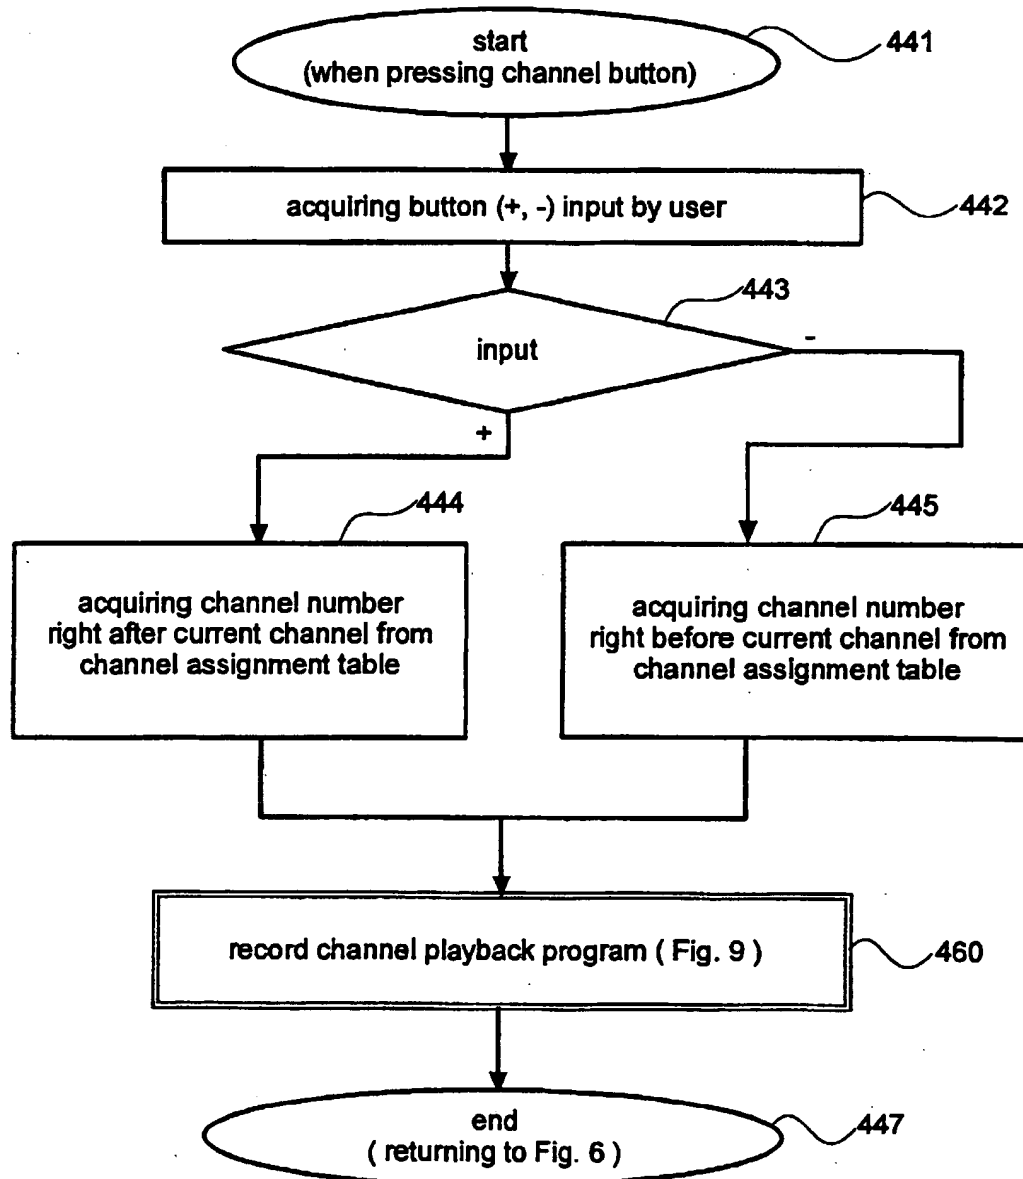 start
(when pressing channel button)
441
acquiring button (+, -) input by user
442
443
input
-
+
444
445
acquiring channel number
right after current channel from
channel assignment table
acquiring channel number
right before current channel from
channel assignment table
record channel playback program ( Fig. 9 )
460
end
( returning to Fig. 6 )
447